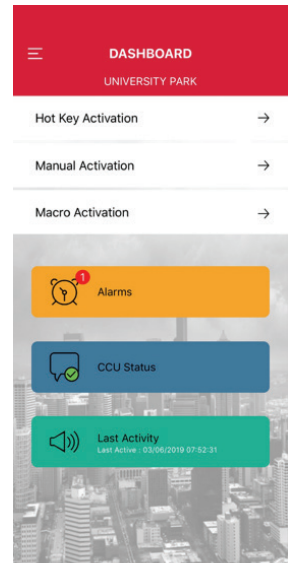 DASHBOARD
UNIVERSITY PARK
Hot Key Activation
Manual Activation
Macro Activation
1
Alarms
CCU Status
Last Activity
Last Active : 03/06/2019 07:52:31